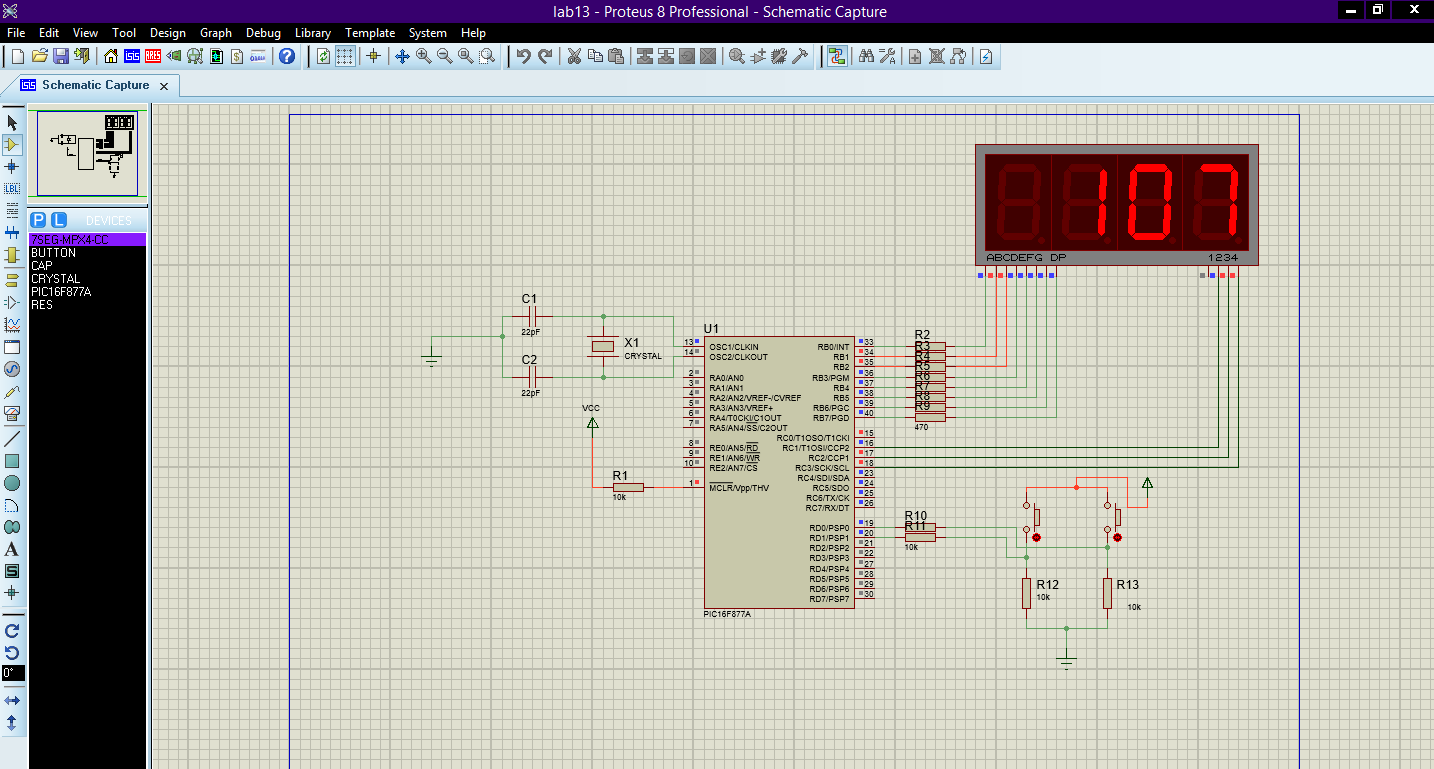 lab13 - Proteus 8 Professional - Schematic Capture
File Edit View Tool Graph Design Debug Library Template System Help
Schematic Capture
P L DEVICES
7SEG-MPX4-CC
BUTTON
CAP
CRYSTAL
PIC16F877A
RES
LBL
A
S
0°
107
ABCDEFG DP
1234
C1
22pF
C2
22pF
X1
CRYSTAL
VCC
R1
10k
U1
13 OSC1/CLKIN
14 OSC2/CLKOUT
2 RA0/AN0
3 RA1/AN1
4 RA2/AN2/VREF-/CVREF
5 RA3/AN3/VREF+
6 RA4/T0CKI/C1OUT
7 RA5/AN4/SS/C2OUT
8 RE0/AN5/RD
9 RE1/AN6/WR
10 RE2/AN7/CS
1 MCLR/Vpp/THV
RB0/INT 33
RB1 34
RB2 35
RB3/PGM 36
RB4 37
RB5 38
RB6/PGC 39
RB7/PGD 40
RC0/T1OSO/T1CKI 15
RC1/T1OSI/CCP2 16
RC2/CCP1 17
RC3/SCK/SCL 18
RC4/SDI/SDA 23
RC5/SDO 24
RC6/TX/CK 25
RC7/RX/DT 26
RD0/PSP0 19
RD1/PSP1 20
RD2/PSP2 21
RD3/PSP3 22
RD4/PSP4 27
RD5/PSP5 28
RD6/PSP6 29
RD7/PSP7 30
PIC16F877A
R2
R3
R4
R5
R6
R7
R8
R9
470
R10
R11
10k
R12
10k
R13
10k